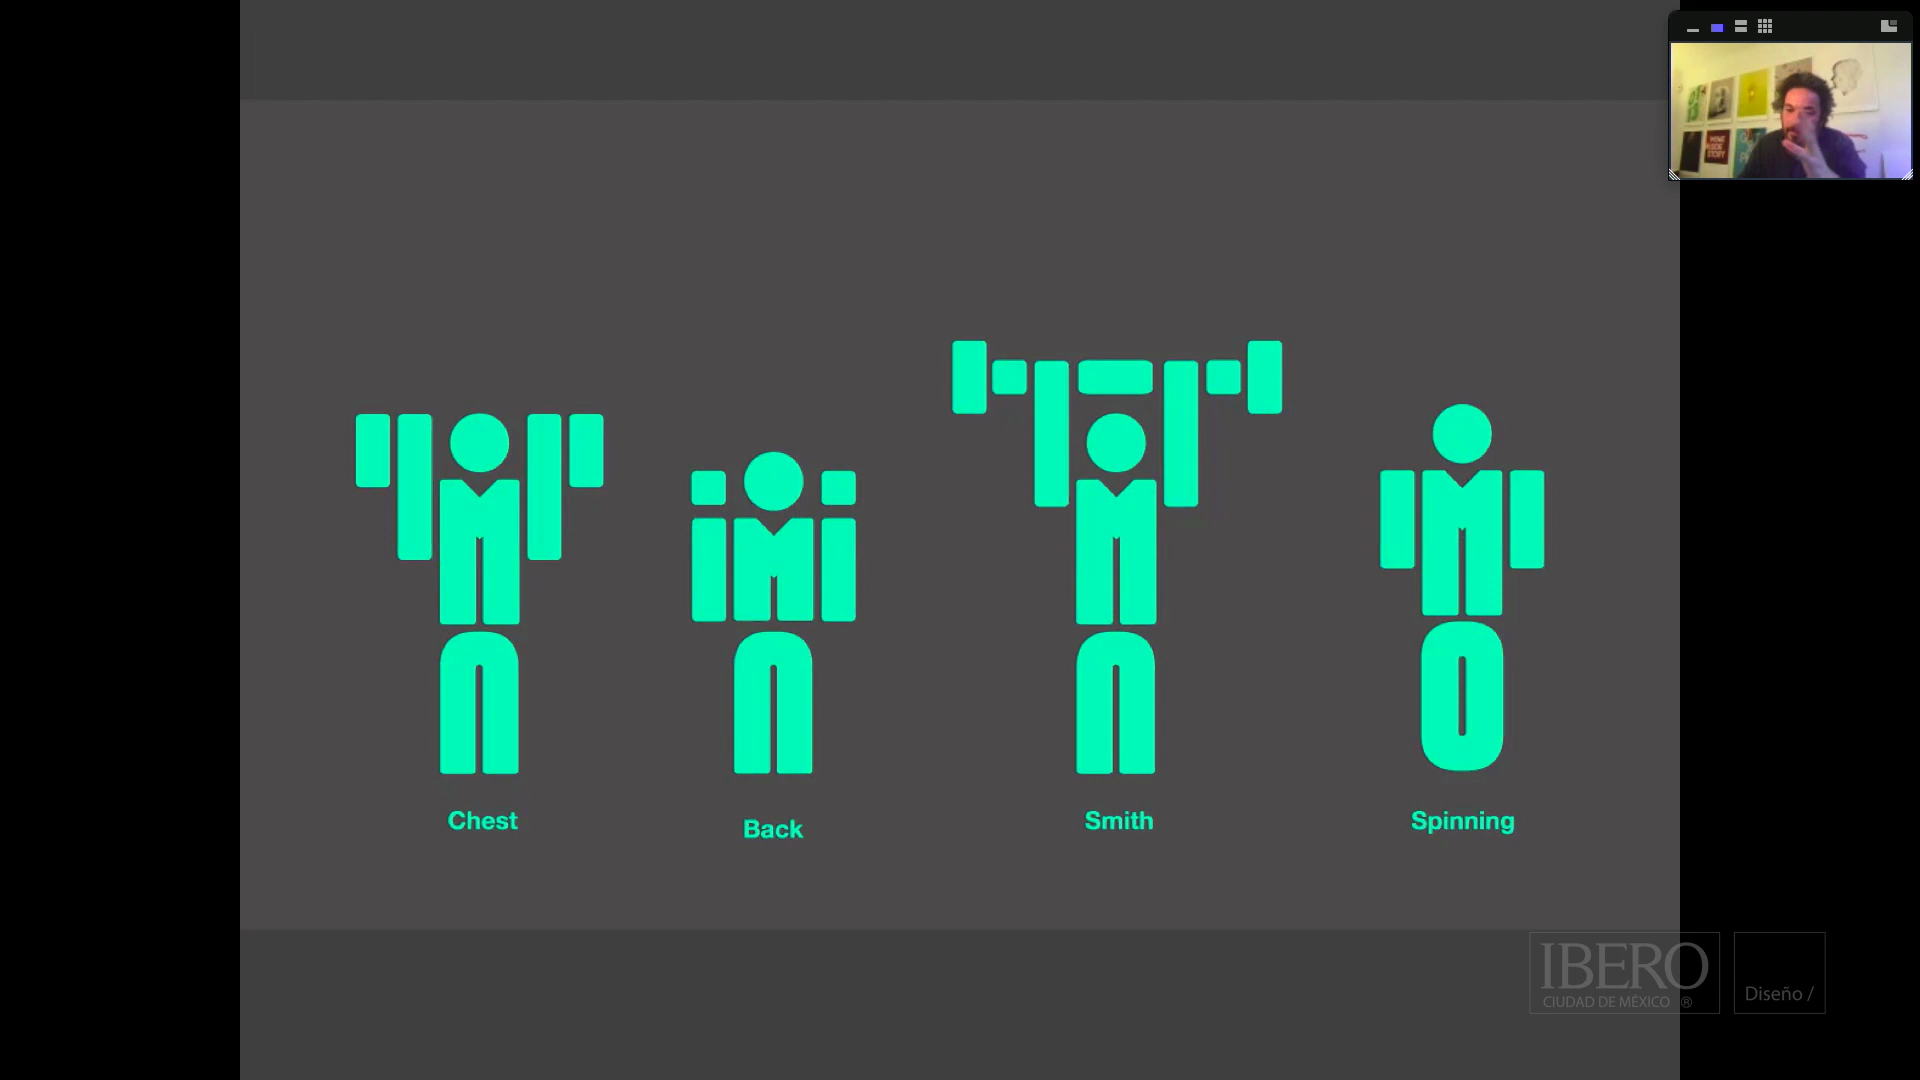 Chest
Back
Smith
Spinning
IBERO
CIUDAD DE MÉXICO ®
Diseño /